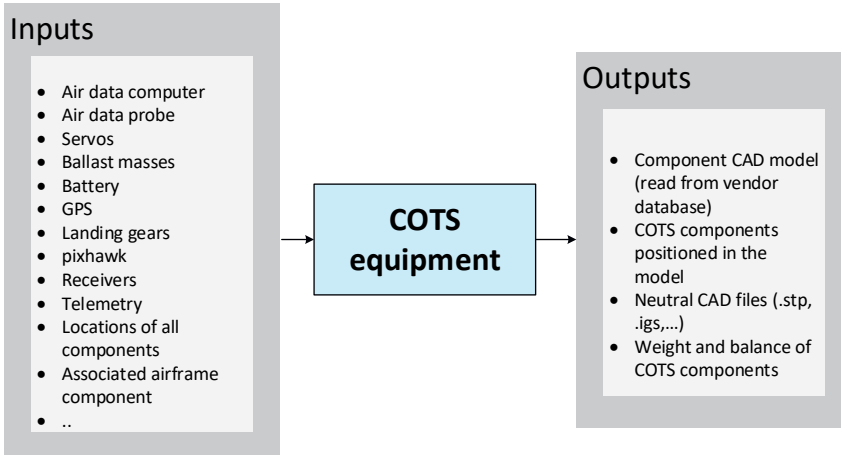 Inputs
• Air data computer
• Air data probe
• Servos
• Ballast masses
• Battery
• GPS
• Landing gears
• pixhawk
• Receivers
• Telemetry
• Locations of all
components
• Associated airframe
component
• ..
COTS
equipment
Outputs
• Component CAD model
(read from vendor
database)
• COTS components
positioned in the
model
• Neutral CAD files (.stp,
.igs,...)
• Weight and balance of
COTS components